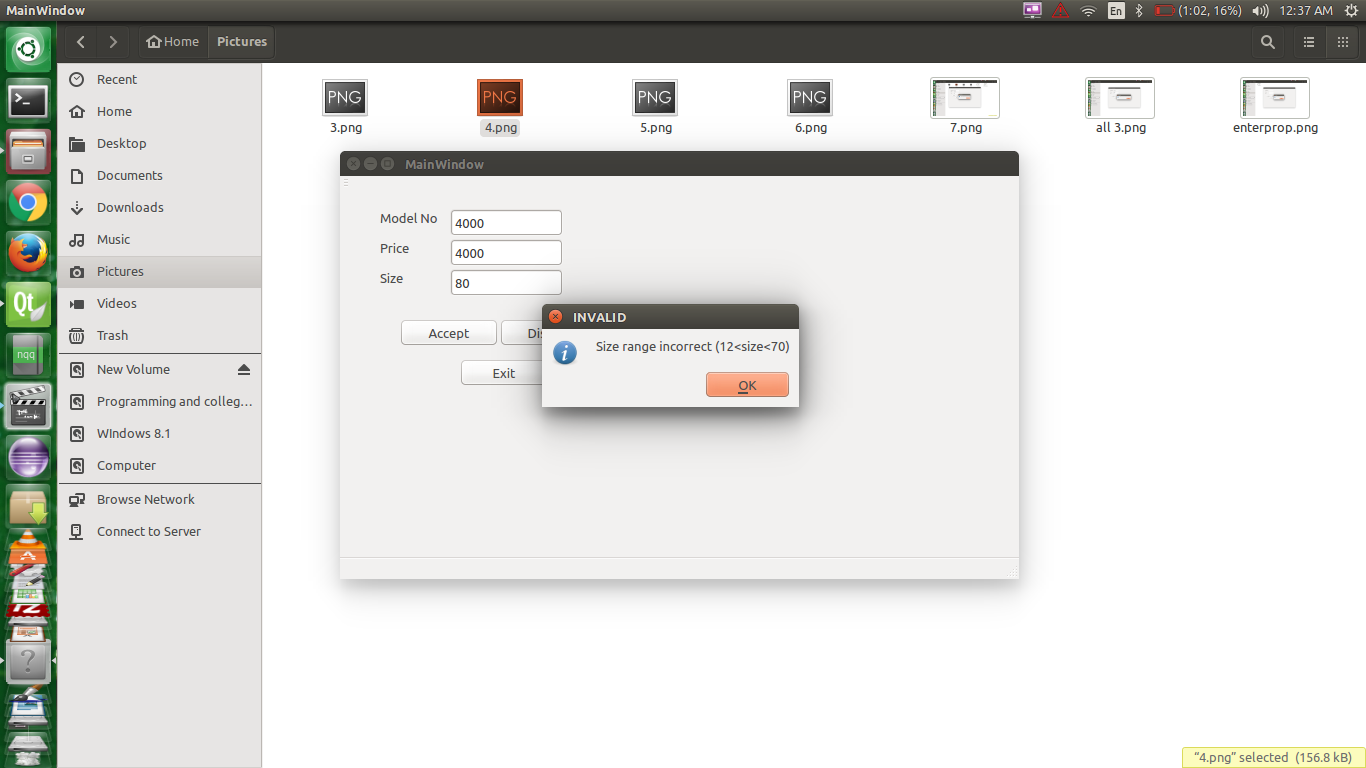 MainWindow
En
(1:02, 16%)
12:37 AM
Home
Pictures
Recent
Home
Desktop
Documents
Downloads
Music
Pictures
Videos
Trash
New Volume
Programming and colleg...
WIndows 8.1
Computer
Browse Network
Connect to Server
PNG
PNG
PNG
PNG
3.png
4.png
5.png
6.png
7.png
all 3.png
enterprop.png
MainWindow
Model No
4000
Price
4000
Size
80
Accept
Dis
Exit
INVALID
Size range incorrect (12<size<70)
OK
Qt
nqq
"4.png" selected (156.8 kB)